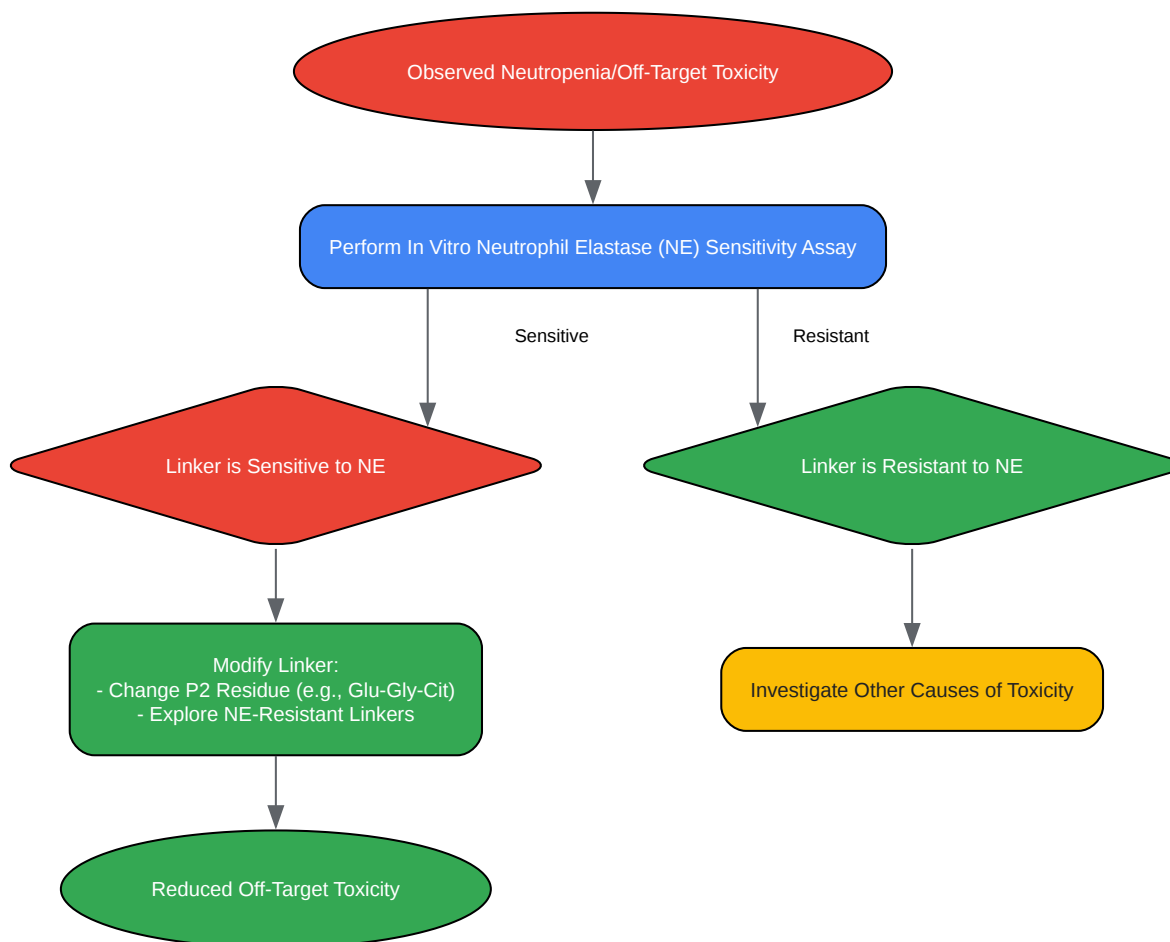 Observed Neutropenia/Off-Target Toxicity
Perform In Vitro Neutrophil Elastase (NE) Sensitivity Assay
Sensitive
Resistant
Linker is Sensitive to NE
Linker is Resistant to NE
Modify Linker:
- Change P2 Residue (e.g., Glu-Gly-Cit)
- Explore NE-Resistant Linkers
Investigate Other Causes of Toxicity
Reduced Off-Target Toxicity